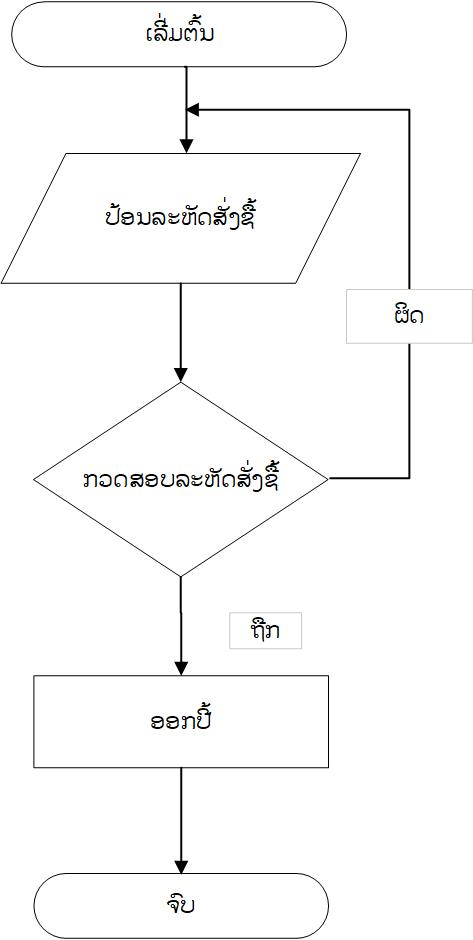 ເລີ່ມຕົ້ນ
ປ້ອນລະຫັດສັ່ງຊື້
ຜິດ
ກວດສອບລະຫັດສັ່ງຊື້
ຖືກ
ອອກປີ້
ຈົບ